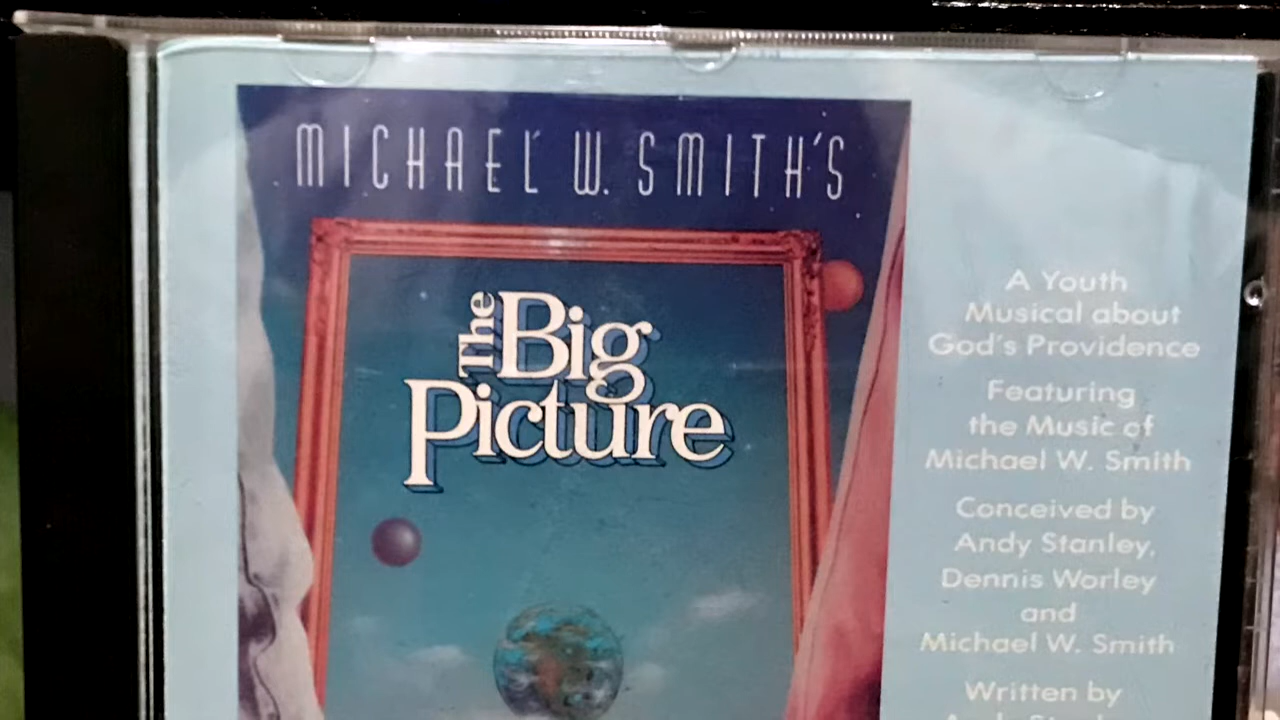 MICHAEL W. SMITH'S
The Big
Picture
A Youth
Musical about
God's Providence
Featuring
the Music of
Michael W. Smith
Conceived by
Andy Stanley,
Dennis Worley
and
Michael W. Smith
Written by